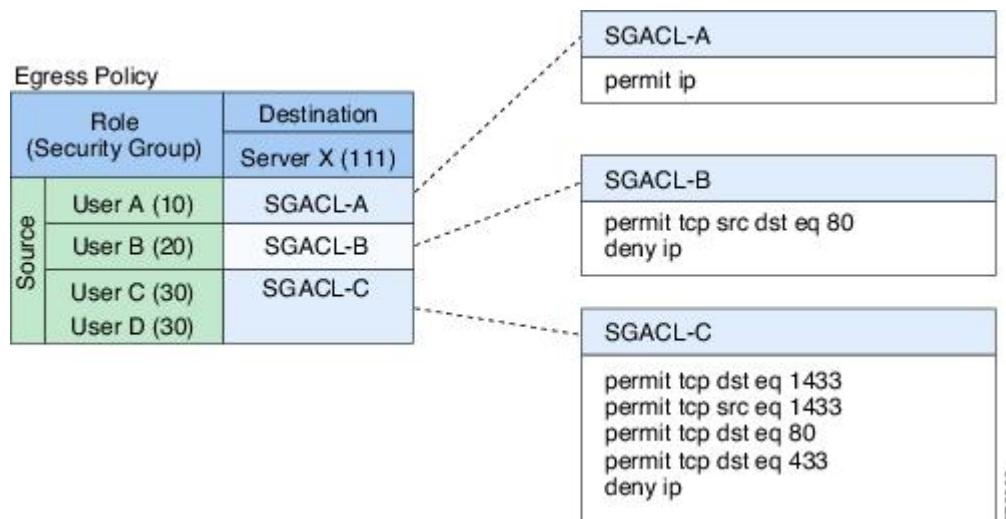 Egress Policy
Role
(Security Group)
Destination
Server X (111)
Source
User A (10)
SGACL-A
User B (20)
SGACL-B
User C (30)
User D (30)
SGACL-C
SGACL-A
permit ip
SGACL-B
permit tcp src dst eq 80
deny ip
SGACL-C
permit tcp dst eq 1433
permit tcp src eq 1433
permit tcp dst eq 80
permit tcp dst eq 433
deny ip